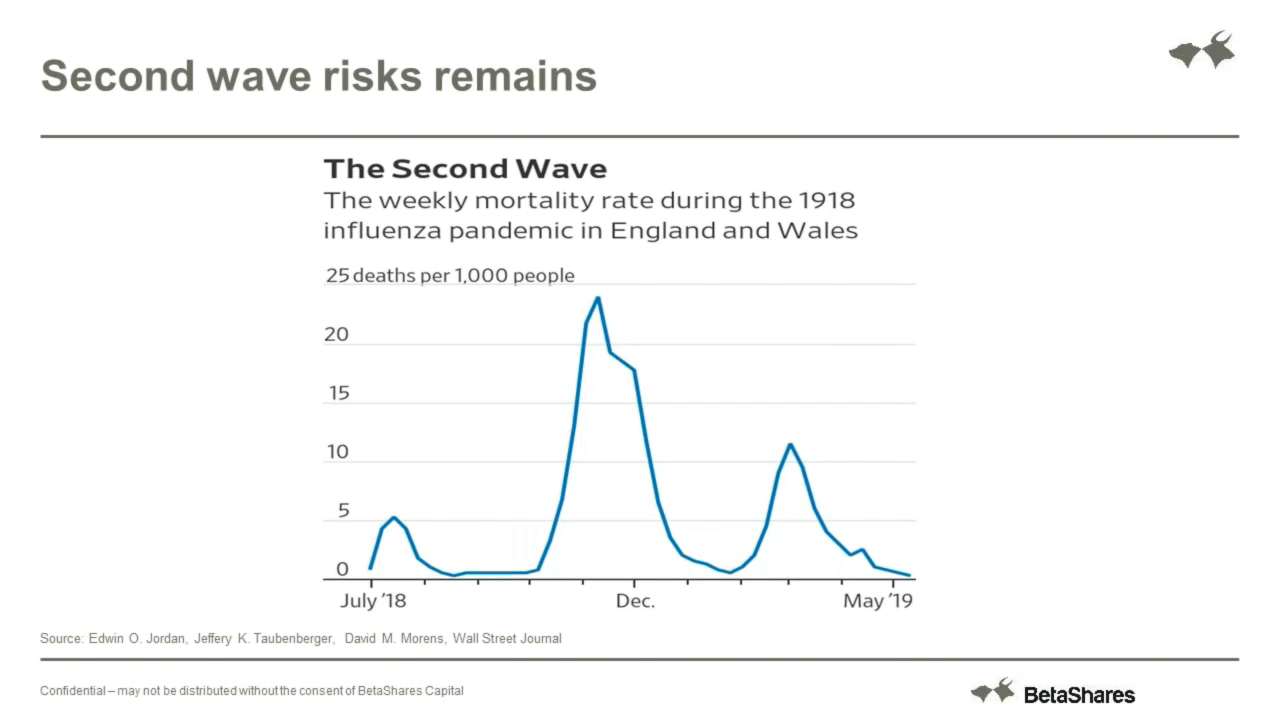 Second wave risks remains
The Second Wave
The weekly mortality rate during the 1918
influenza pandemic in England and Wales
25 deaths per 1,000 people
20
15
10
5
0
July '18 Dec. May '19
Source: Edwin O. Jordan, Jeffery K. Taubenberger, David M. Morens, Wall Street Journal
Confidential – may not be distributed without the consent of BetaShares Capital
BetaShares